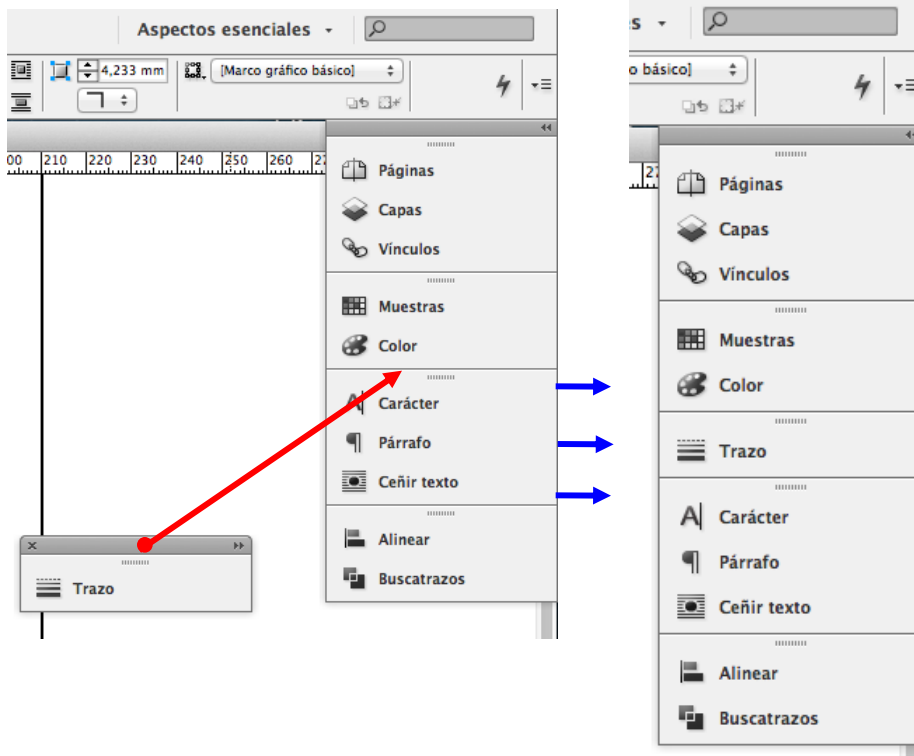 Aspectos esenciales
4,233 mm
[Marco gráfico básico]
00 210 220 230 240 250 260 27
Páginas
Capas
Vínculos
Muestras
Color
Carácter
Párrafo
Ceñir texto
Alinear
Buscatrazos
Trazo
s
o básico]
27
Páginas
Capas
Vínculos
Muestras
Color
Trazo
Carácter
Párrafo
Ceñir texto
Alinear
Buscatrazos